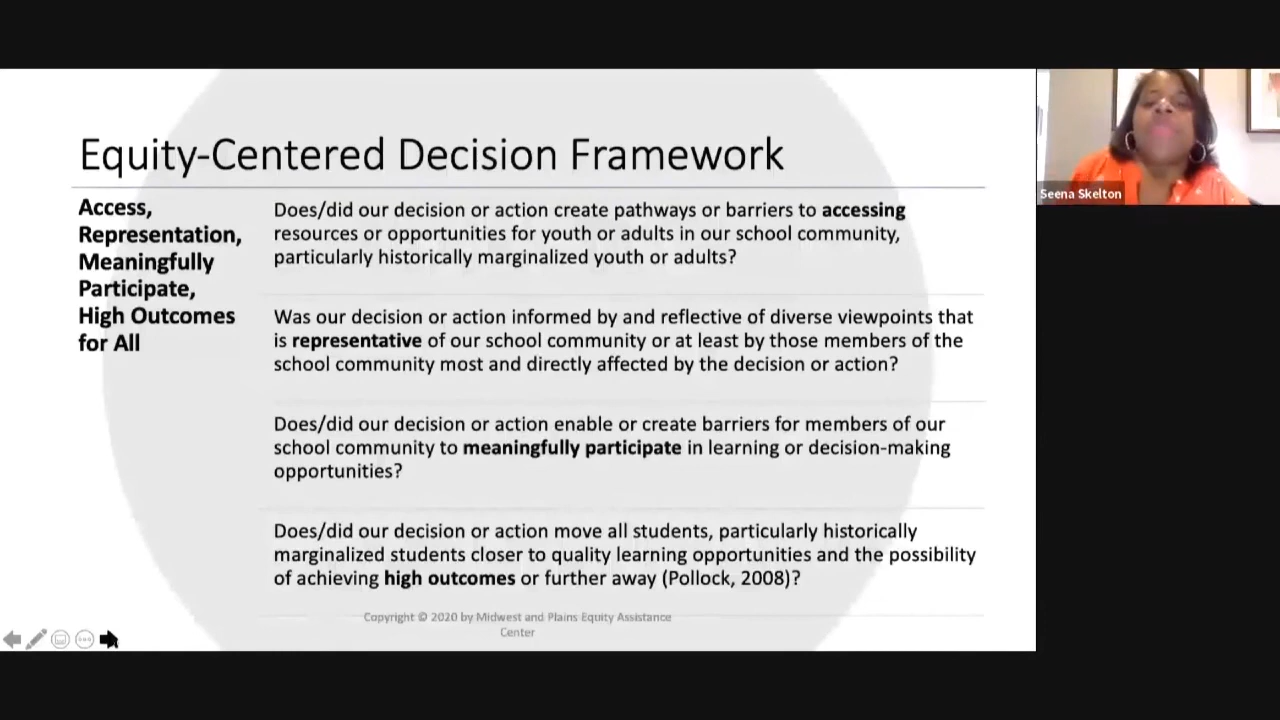 Equity-Centered Decision Framework
Access,
Representation,
Meaningfully
Participate,
High Outcomes
for All
Does/did our decision or action create pathways or barriers to accessing
resources or opportunities for youth or adults in our school community,
particularly historically marginalized youth or adults?
Was our decision or action informed by and reflective of diverse viewpoints that
is representative of our school community or at least by those members of the
school community most and directly affected by the decision or action?
Does/did our decision or action enable or create barriers for members of our
school community to meaningfully participate in learning or decision-making
opportunities?
Does/did our decision or action move all students, particularly historically
marginalized students closer to quality learning opportunities and the possibility
of achieving high outcomes or further away (Pollock, 2008)?
Copyright © 2020 by Midwest and Plains Equity Assistance
Center
Seena Skelton